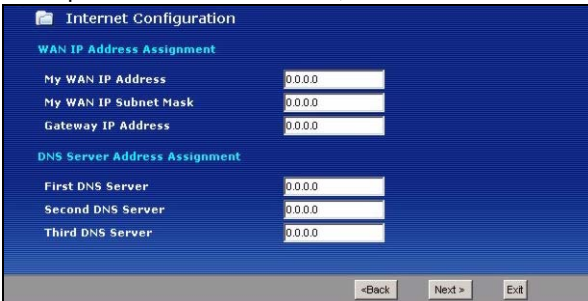 Internet Configuration
WAN IP Address Assignment
My WAN IP Address 0.0.0.0
My WAN IP Subnet Mask 0.0.0.0
Gateway IP Address 0.0.0.0
DNS Server Address Assignment
First DNS Server 0.0.0.0
Second DNS Server 0.0.0.0
Third DNS Server 0.0.0.0
<Back Next > Exit